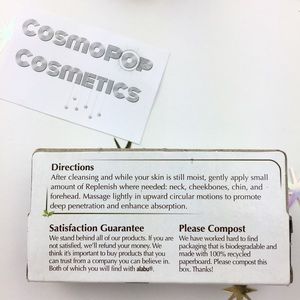 CosmoPop
Cosmetics
Directions
After cleansing and while your skin is still moist, gently apply small
amount of Replenish where needed: neck, cheekbones, chin, and
forehead. Massage lightly in upward circular motions to promote
deep penetration and enhance absorption.
Satisfaction Guarantee
We stand behind all of our products. If you are
not satisfied, we'll refund your money. We
think it's important to buy products that you
can trust from a company you can believe in.
Both of which you will find with alabu®.
Please Compost
We have worked hard to find
packaging that is biodegradable and
made with 100% recycled
paperboard. Please compost this
box. Thanks!